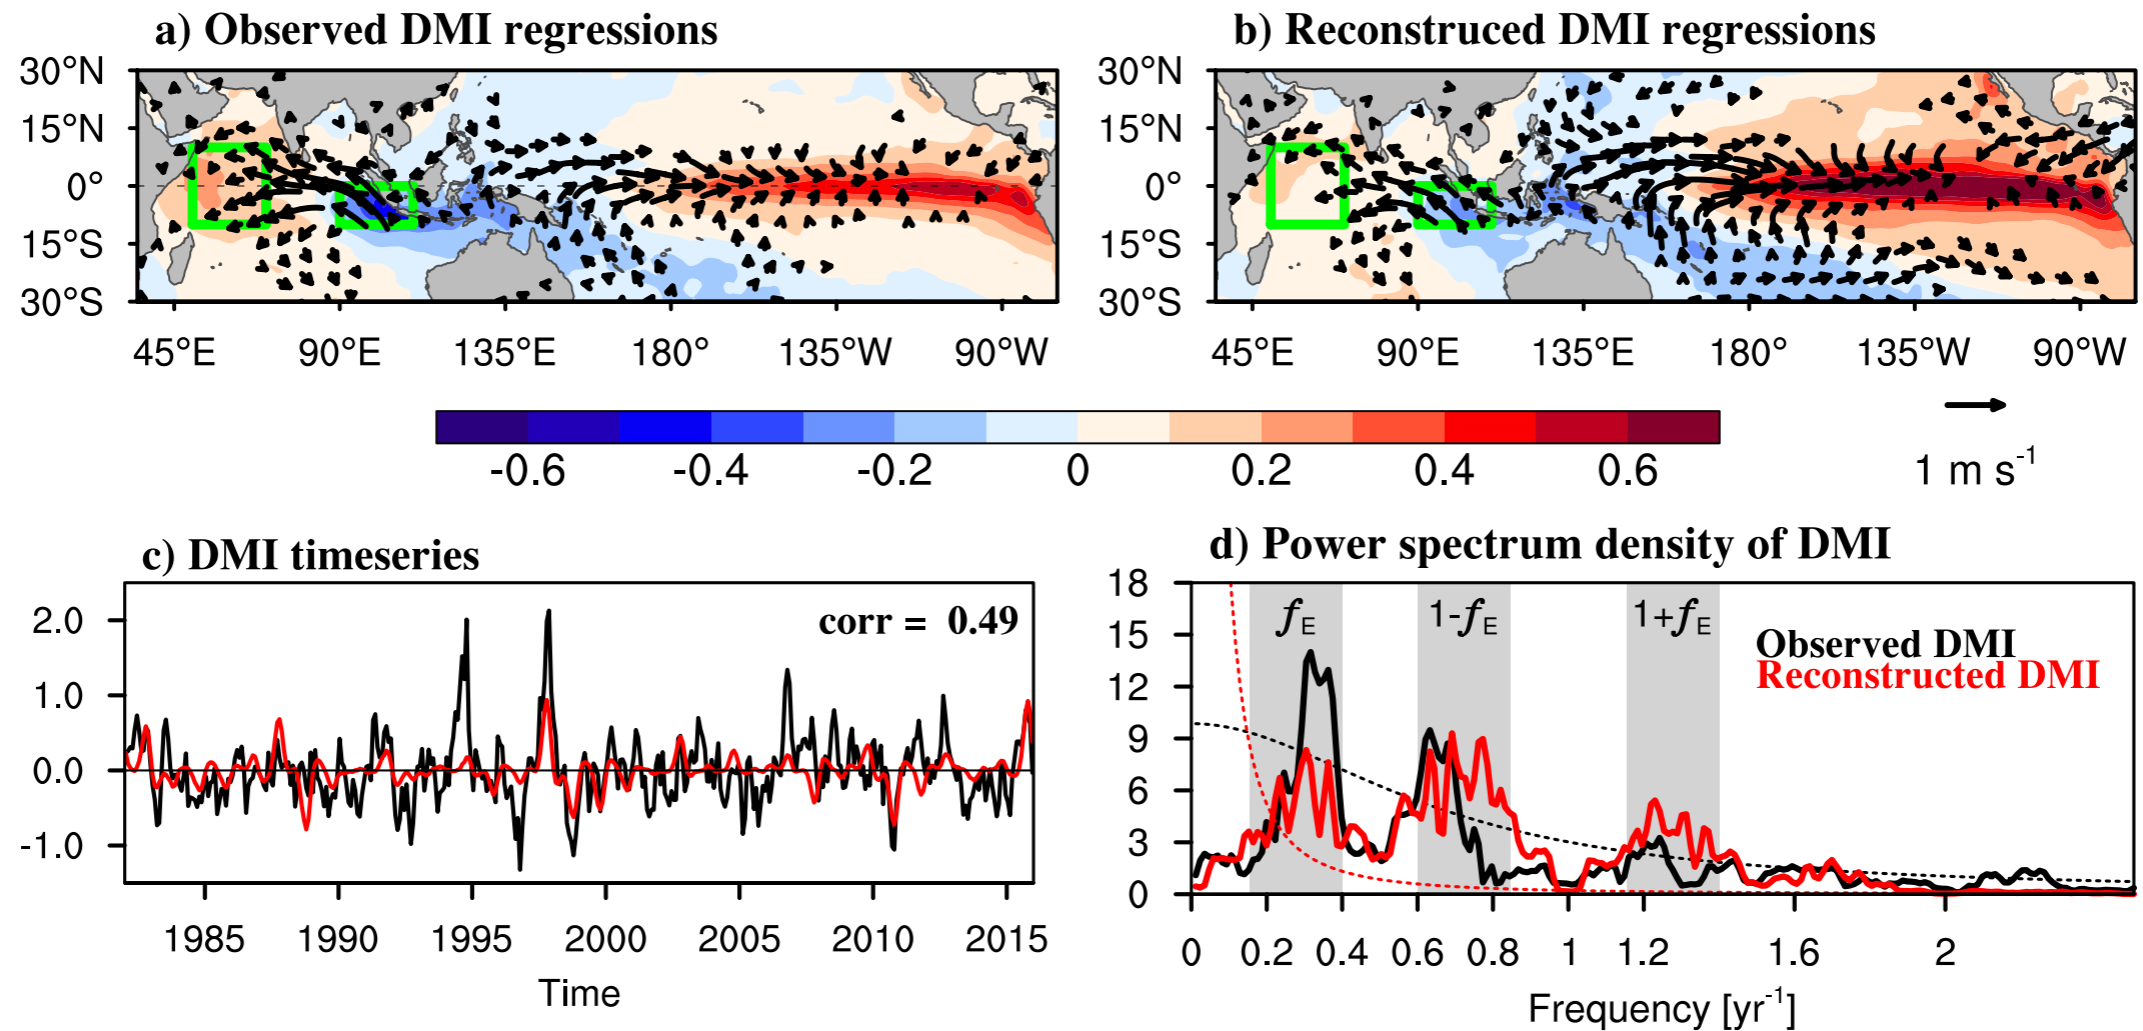 a) Observed DMI regressions
b) Reconstruced DMI regressions
30°N
15°N
0°
15°S
30°S
45°E 90°E 135°E 180° 135°W 90°W
30°N
15°N
0°
15°S
30°S
45°E 90°E 135°E 180° 135°W 90°W
-0.6 -0.4 -0.2 0 0.2 0.4 0.6
1 m s⁻¹
c) DMI timeseries
corr = 0.49
2.0
1.0
0.0
-1.0
1985 1990 1995 2000 2005 2010 2015
Time
d) Power spectrum density of DMI
18
15
12
9
6
3
0
fE 1-fE 1+fE
Observed DMI
Reconstructed DMI
0 0.2 0.4 0.6 0.8 1 1.2 1.6 2
Frequency [yr⁻¹]